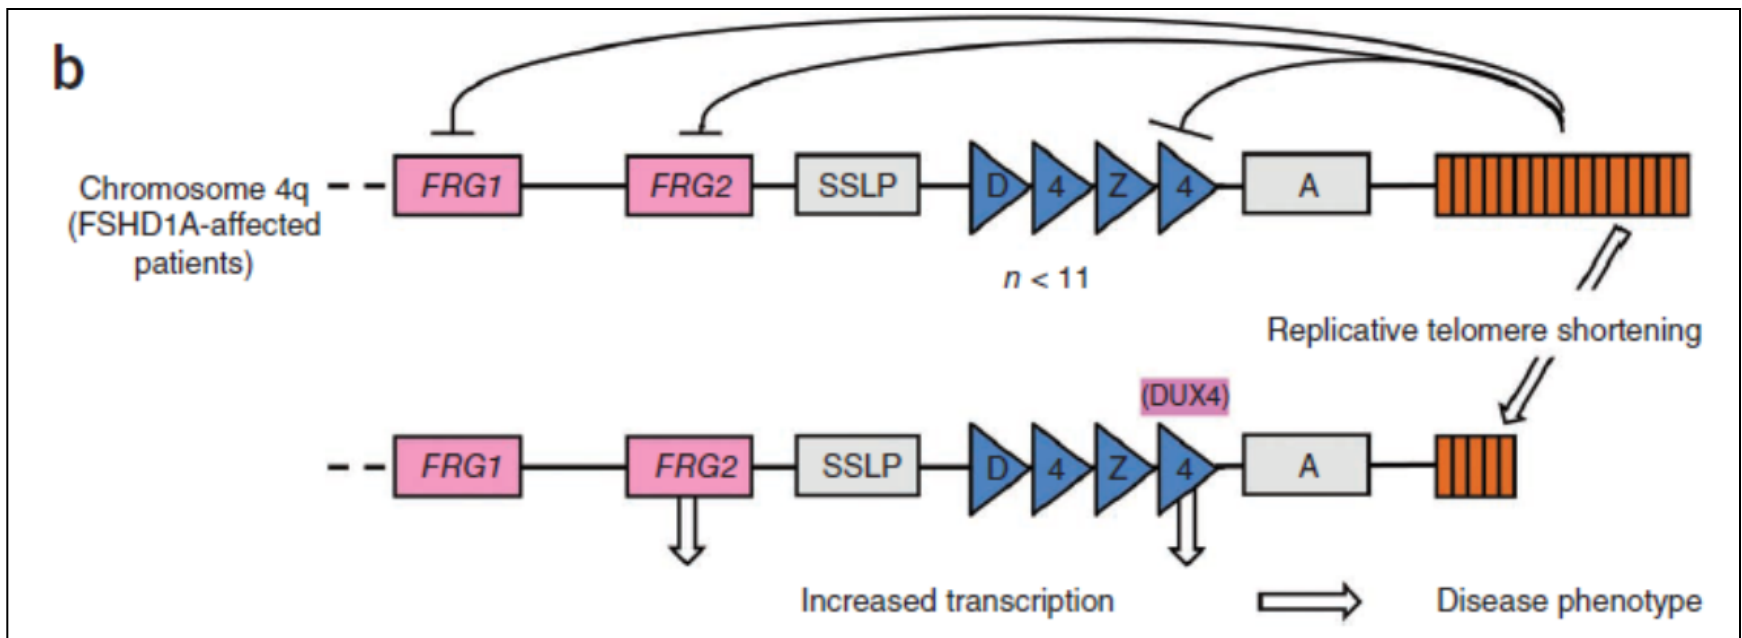 b
Chromosome 4q
(FSHD1A-affected
patients)
FRG1 FRG2 SSLP D 4 Z 4 A
n < 11
Replicative telomere shortening
(DUX4)
FRG1 FRG2 SSLP D 4 Z 4 A
Increased transcription Disease phenotype